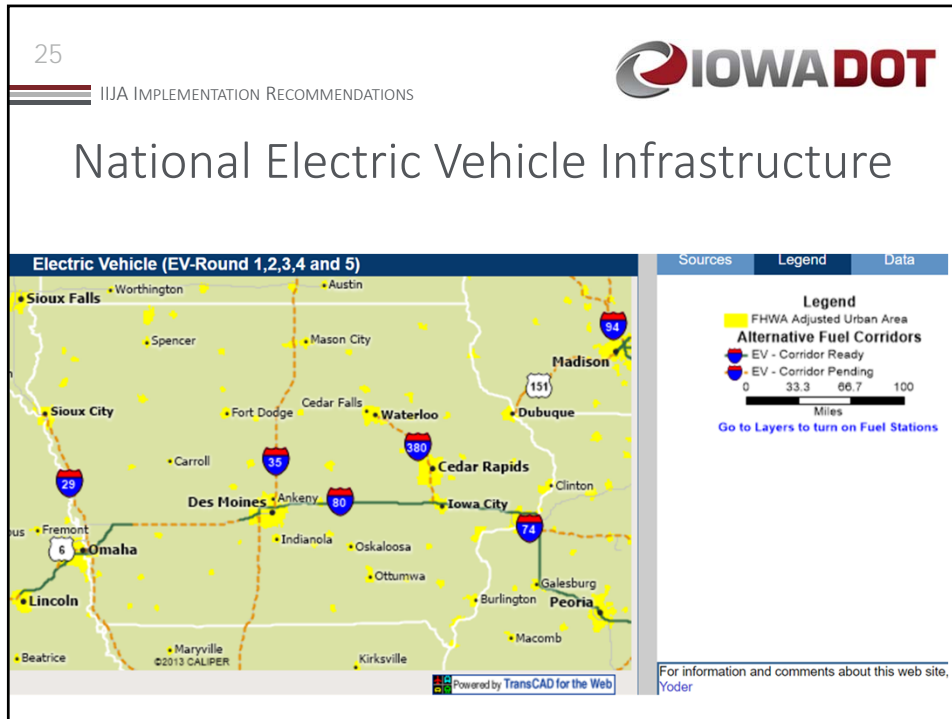 25
IOWADOT
IIJA IMPLEMENTATION RECOMMENDATIONS
National Electric Vehicle Infrastructure
Electric Vehicle (EV-Round 1,2,3,4 and 5)
Sources Legend Data
Worthington
Austin
Sioux Falls
Spencer
Mason City
94
Madison
151
Sioux City
Fort Dodge
Cedar Falls
Waterloo
Dubuque
Carroll
35
380
Cedar Rapids
29
Clinton
Des Moines
Ankeny
80
Iowa City
74
us
Fremont
6
Omaha
Indianola
Oskaloosa
Ottumwa
Galesburg
Lincoln
Burlington
Peoria
Macomb
Beatrice
Maryville
©2013 CALIPER
Kirksville
Powered by TransCAD for the Web
Legend
FHWA Adjusted Urban Area
Alternative Fuel Corridors
EV - Corridor Ready
EV - Corridor Pending
0 33.3 66.7 100
Miles
Go to Layers to turn on Fuel Stations
For information and comments about this web site,
Yoder